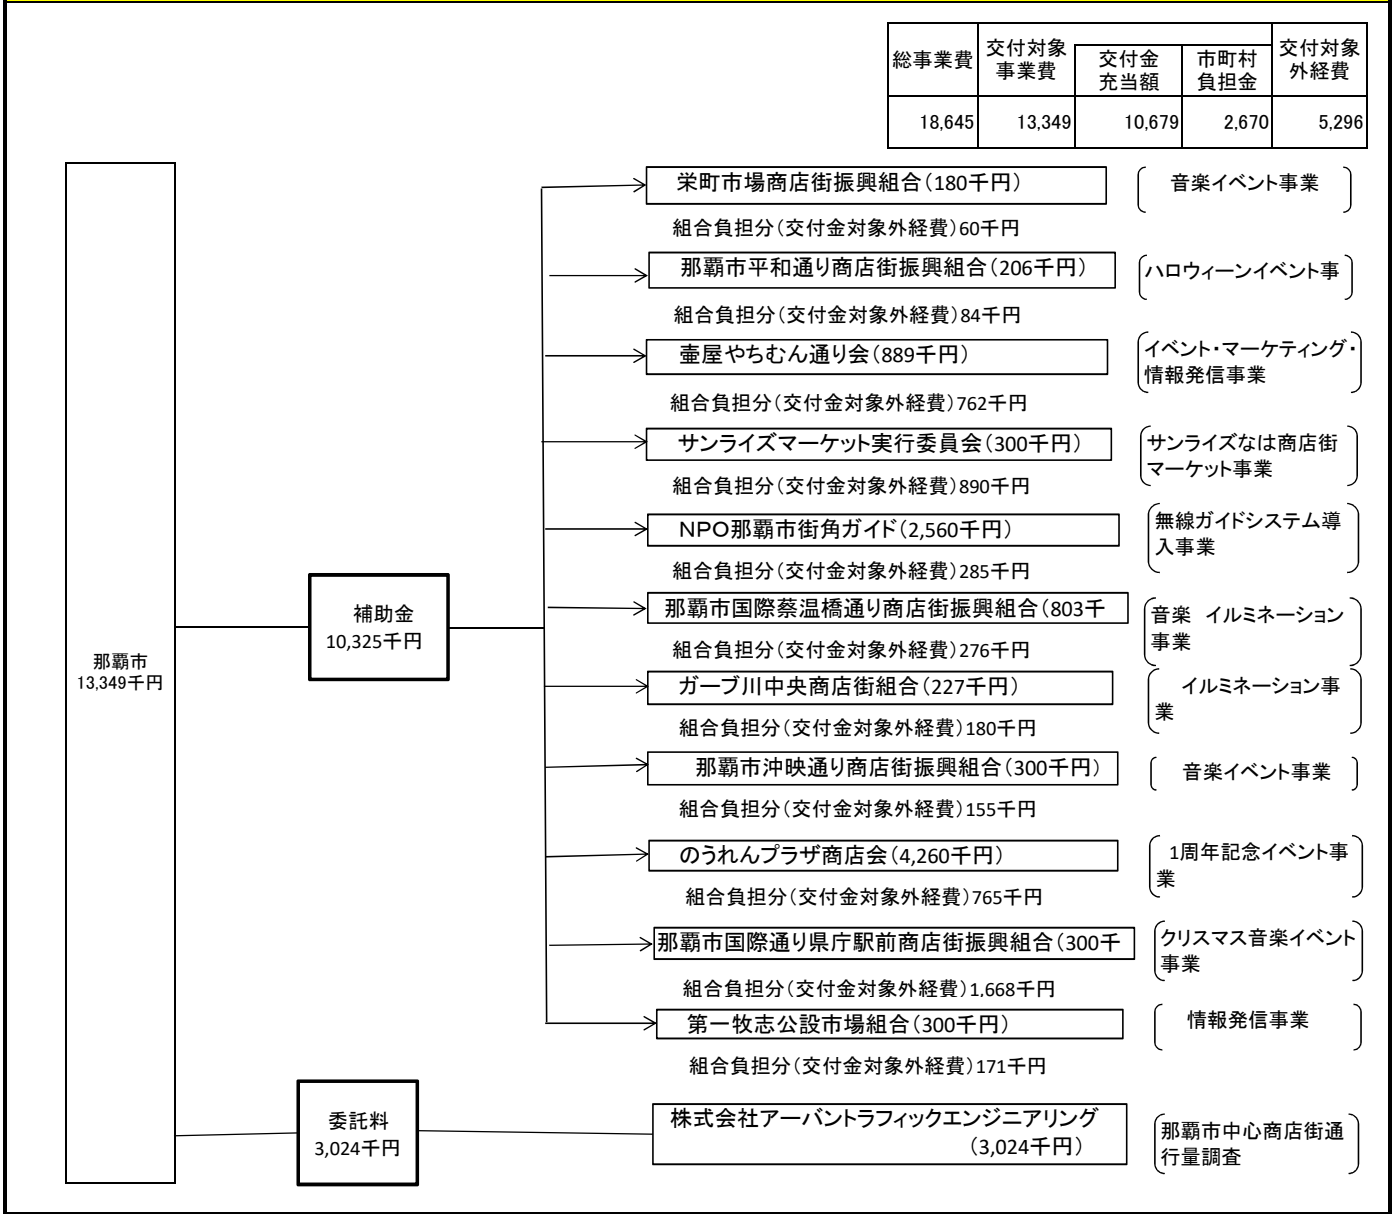 総事業費
交付対象
事業費
交付金
充当額
市町村
負担金
交付対象
外経費
18,645 13,349 10,679 2,670 5,296
栄町市場商店街振興組合(180千円)
音楽イベント事業
組合負担分(交付金対象外経費)60千円
那覇市平和通り商店街振興組合(206千円)
ハロウィーンイベント事
組合負担分(交付金対象外経費)84千円
壷屋やちむん通り会(889千円)
イベント・マーケティング・
情報発信事業
組合負担分(交付金対象外経費)762千円
サンライズマーケット実行委員会(300千円)
サンライズなは商店街
マーケット事業
組合負担分(交付金対象外経費)890千円
NPO那覇市街角ガイド(2,560千円)
無線ガイドシステム導
入事業
組合負担分(交付金対象外経費)285千円
補助金
10,325千円
那覇市国際蔡温橋通り商店街振興組合(803千
音楽 イルミネーション
事業
組合負担分(交付金対象外経費)276千円
那覇市
13,349千円
ガーブ川中央商店街組合(227千円)
イルミネーション事
業
組合負担分(交付金対象外経費)180千円
那覇市沖映通り商店街振興組合(300千円)
音楽イベント事業
組合負担分(交付金対象外経費)155千円
のうれんプラザ商店会(4,260千円)
1周年記念イベント事
業
組合負担分(交付金対象外経費)765千円
那覇市国際通り県庁駅前商店街振興組合(300千
クリスマス音楽イベント
事業
組合負担分(交付金対象外経費)1,668千円
第一牧志公設市場組合(300千円)
情報発信事業
組合負担分(交付金対象外経費)171千円
委託料
3,024千円
株式会社アーバントラフィックエンジニアリング
(3,024千円)
那覇市中心商店街通
行量調査